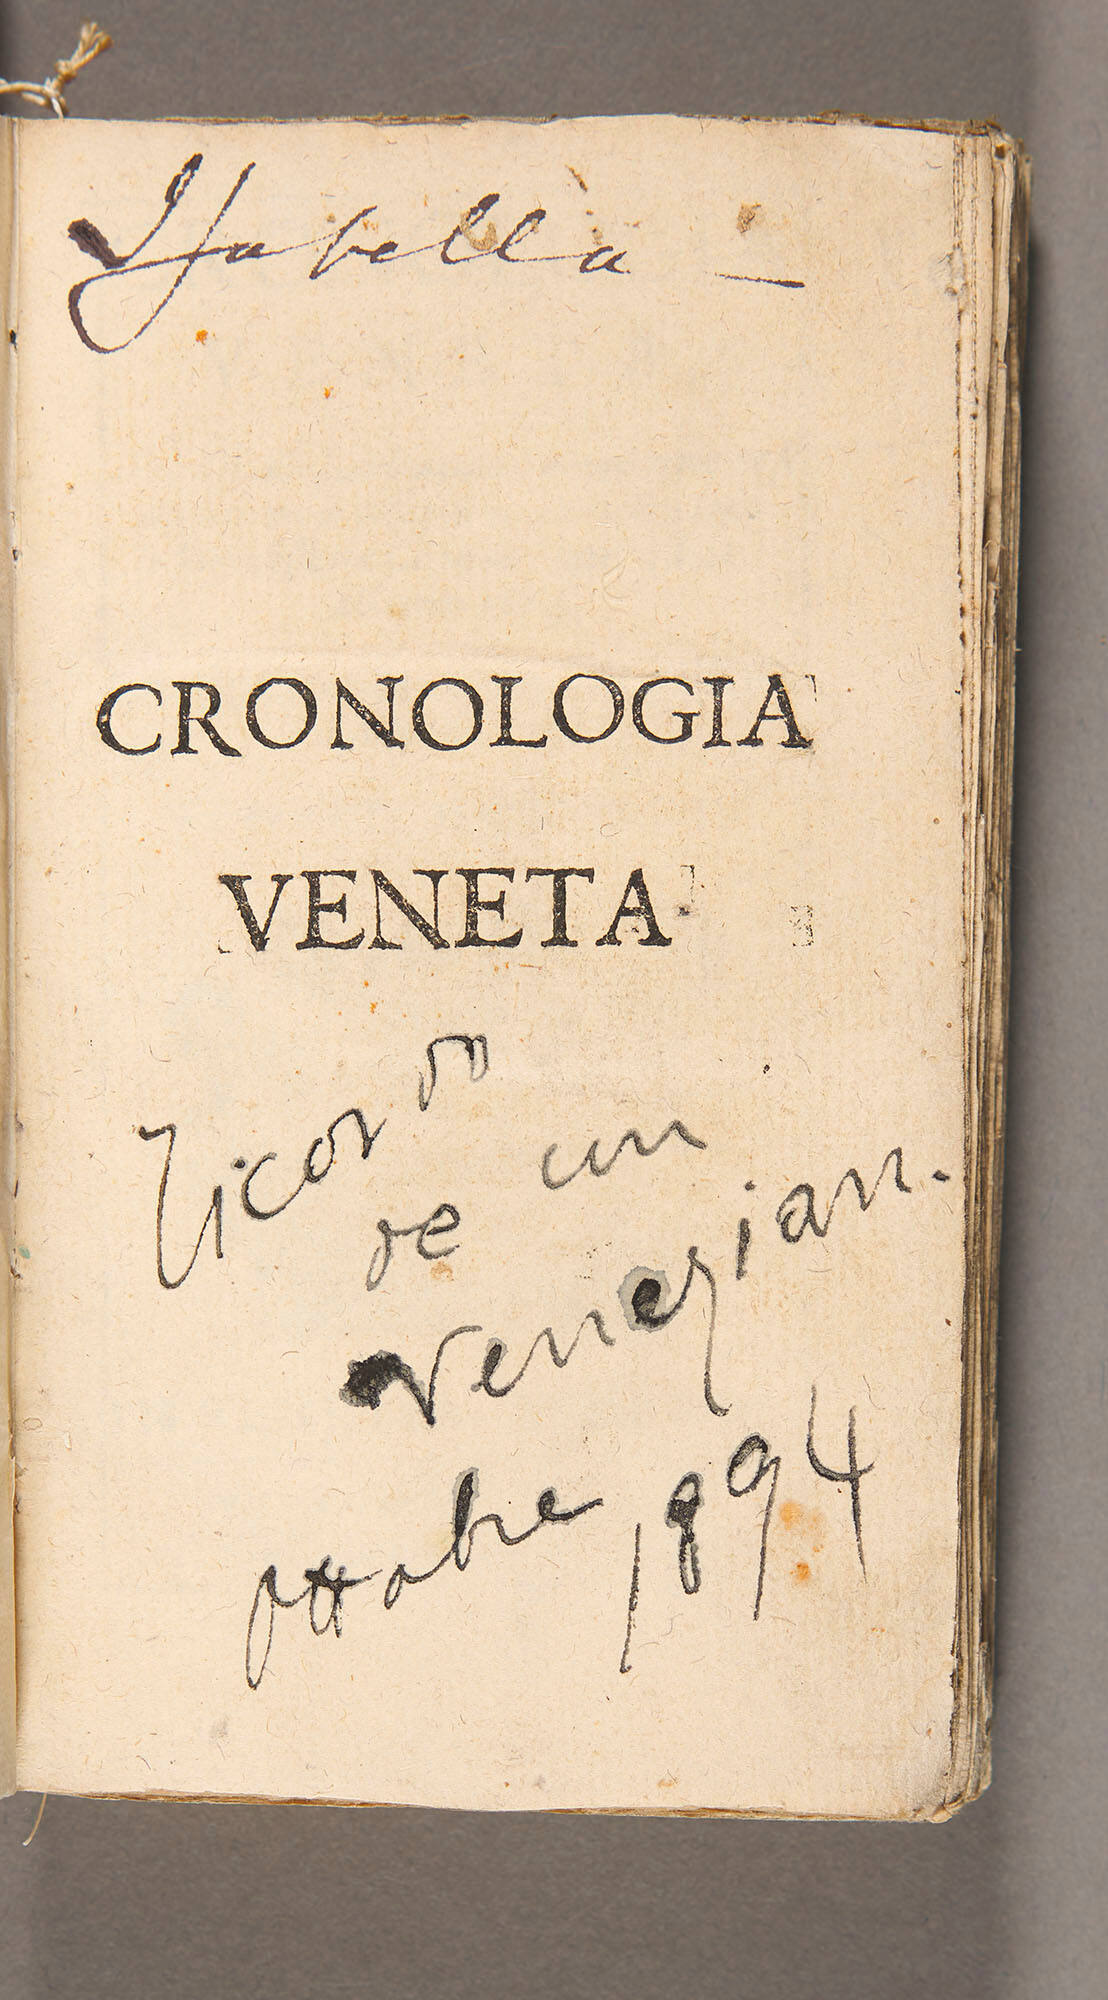 Isabella —
CRONOLOGIA
VENETA
Ricordo
de un
venezian.
ottobre 1894